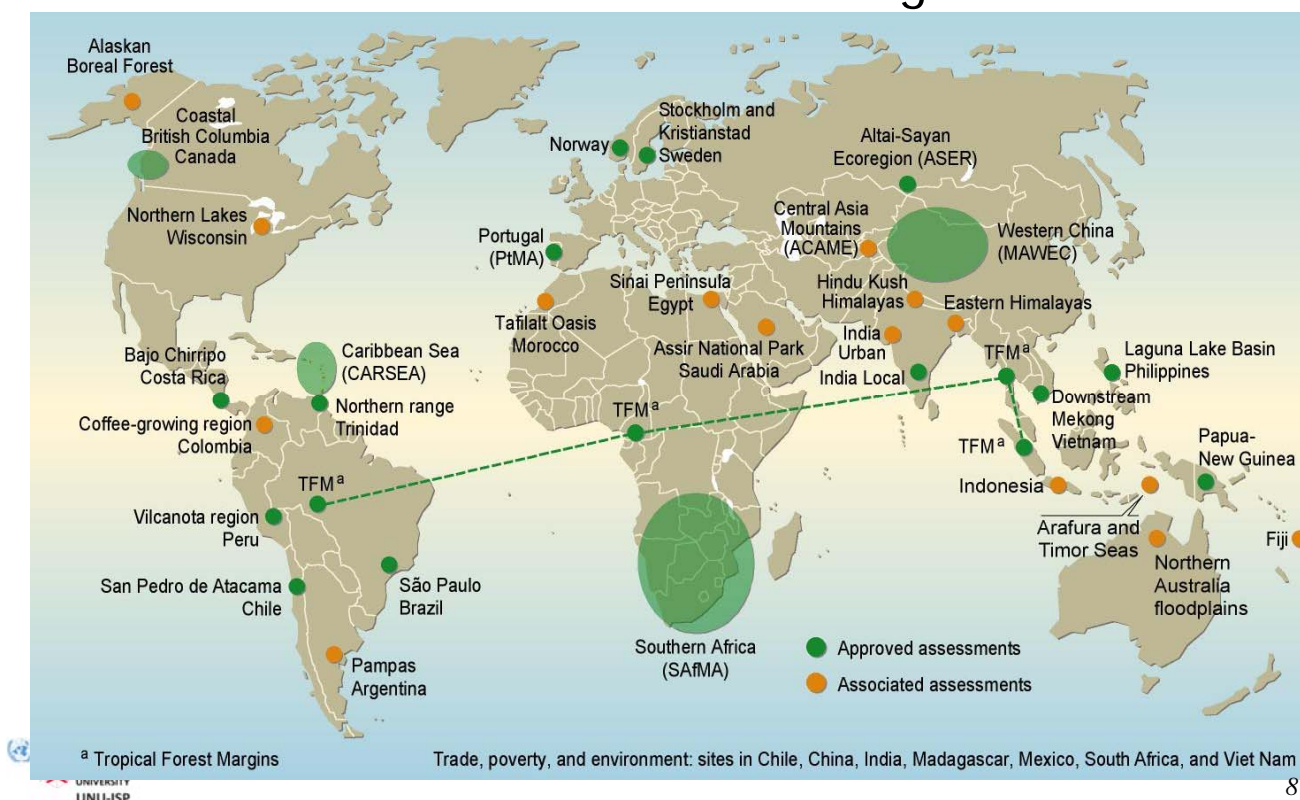 Alaskan
Boreal Forest
Coastal
British Columbia
Canada
Northern Lakes
Wisconsin
Norway
Stockholm and
Kristianstad
Sweden
Altai-Sayan
Ecoregion (ASER)
Portugal
(PtMA)
Central Asia
Mountains
(ACAME)
Western China
(MAWEC)
Sinai Peninsula
Egypt
Hindu Kush
Himalayas
Eastern Himalayas
Tafilalt Oasis
Morocco
Assir National Park
Saudi Arabia
India
Urban
India Local
TFM a
Laguna Lake Basin
Philippines
Bajo Chirripo
Costa Rica
Caribbean Sea
(CARSEA)
Northern range
Trinidad
Coffee-growing region
Colombia
TFM a
Downstream
Mekong
Vietnam
TFM a
Papua-
New Guinea
TFM a
Indonesia
Vilcanota region
Peru
Arafura and
Timor Seas
Fiji
Northern
Australia
floodplains
San Pedro de Atacama
Chile
São Paulo
Brazil
Southern Africa
(SAfMA)
Approved assessments
Associated assessments
Pampas
Argentina
a Tropical Forest Margins
Trade, poverty, and environment: sites in Chile, China, India, Madagascar, Mexico, South Africa, and Viet Nam
UNIVERSITY
UNU-ISP
8